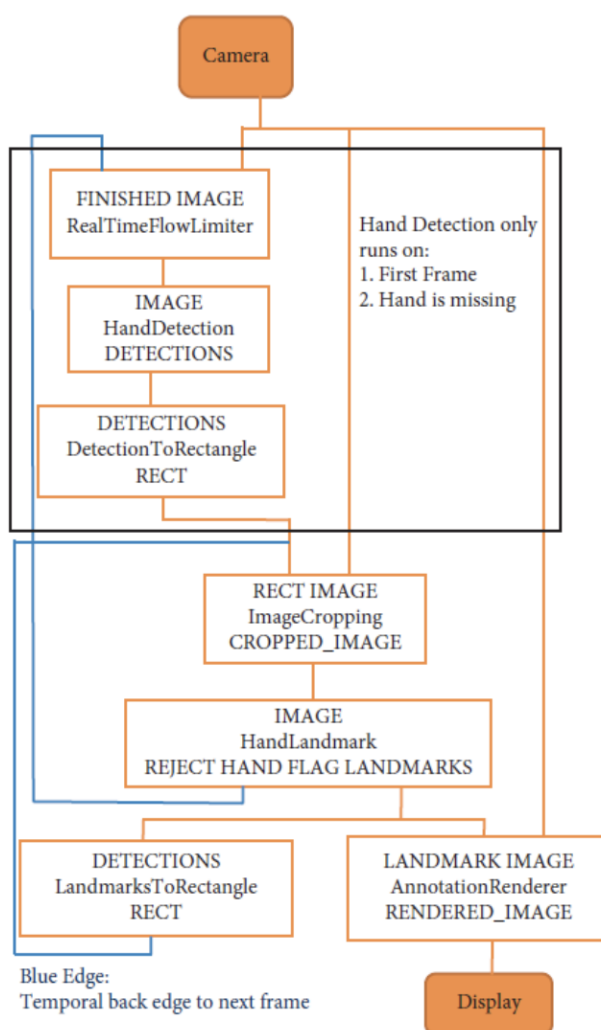 Camera
FINISHED IMAGE
RealTimeFlowLimiter
Hand Detection only
runs on:
1. First Frame
2. Hand is missing
IMAGE
HandDetection
DETECTIONS
DETECTIONS
DetectionToRectangle
RECT
RECT IMAGE
ImageCropping
CROPPED_IMAGE
IMAGE
HandLandmark
REJECT HAND FLAG LANDMARKS
DETECTIONS
LandmarksToRectangle
RECT
LANDMARK IMAGE
AnnotationRenderer
RENDERED_IMAGE
Blue Edge:
Temporal back edge to next frame
Display